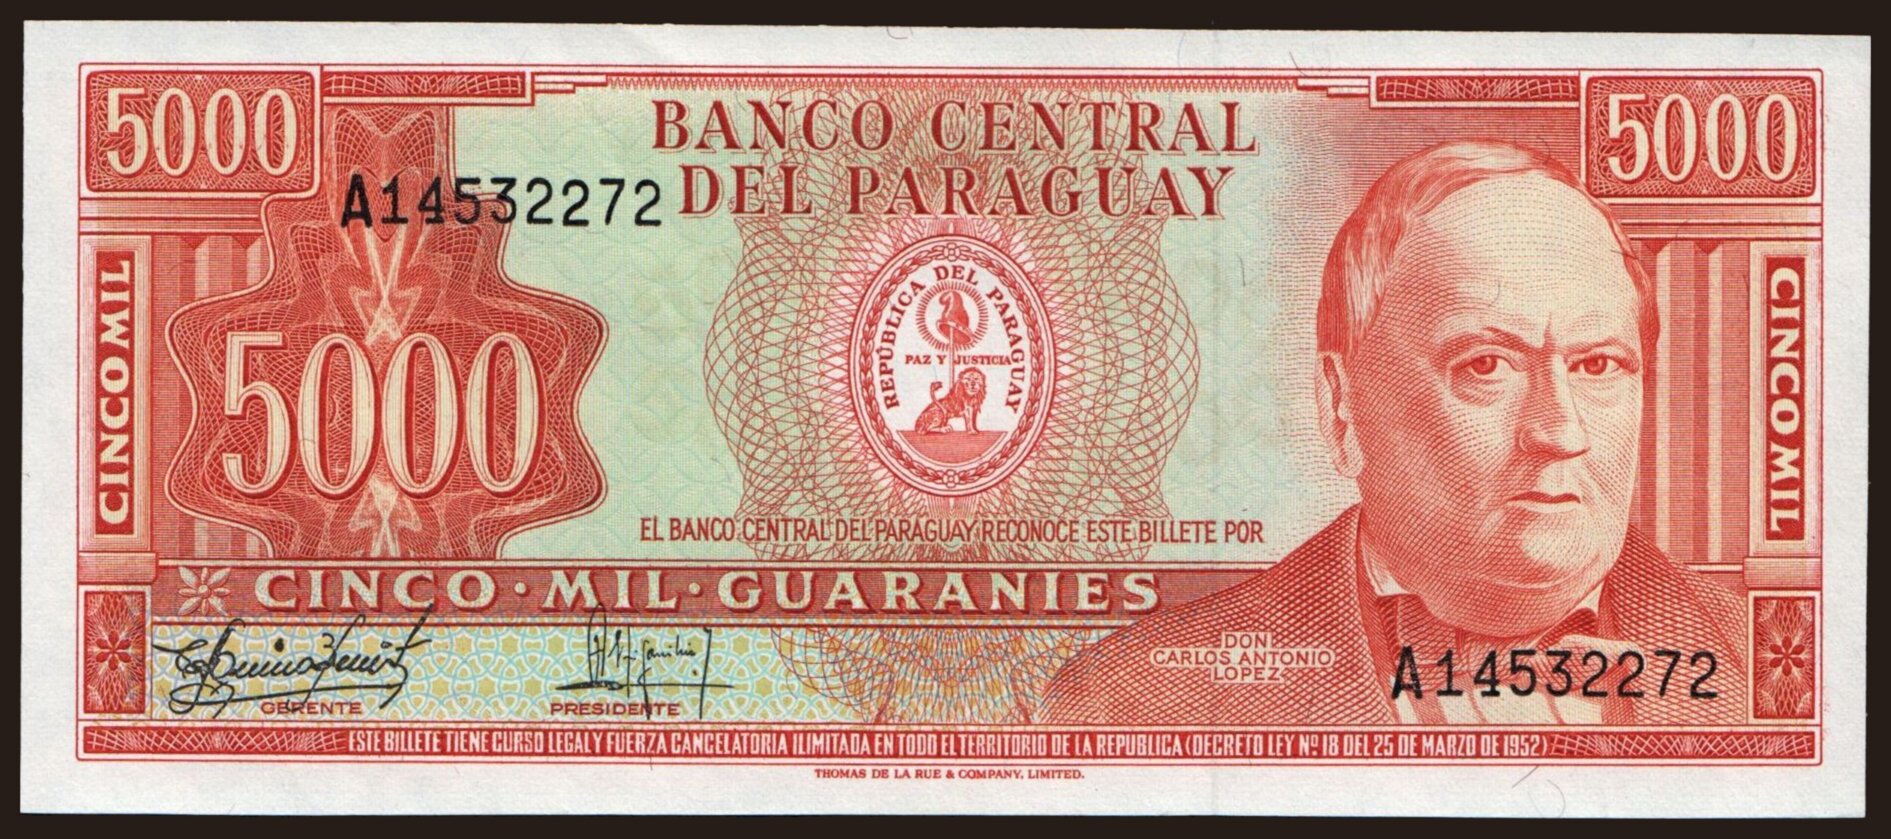 5000
5000
BANCO CENTRAL
DEL PARAGUAY
A14532272
CINCO MIL
5000
REPÚBLICA DEL PARAGUAY
PAZ Y JUSTICIA
CINCO MIL
EL BANCO CENTRAL DEL PARAGUAY RECONOCE ESTE BILLETE POR
CINCO·MIL·GUARANIES
DON
CARLOS ANTONIO
LOPEZ
A14532272
GERENTE
PRESIDENTE
ESTE BILLETE TIENE CURSO LEGAL Y FUERZA CANCELATORIA ILIMITADA EN TODO EL TERRITORIO DE LA REPUBLICA (DECRETO LEY Nº 18 DEL 25 DE MARZO DE 1952)
THOMAS DE LA RUE & COMPANY, LIMITED.